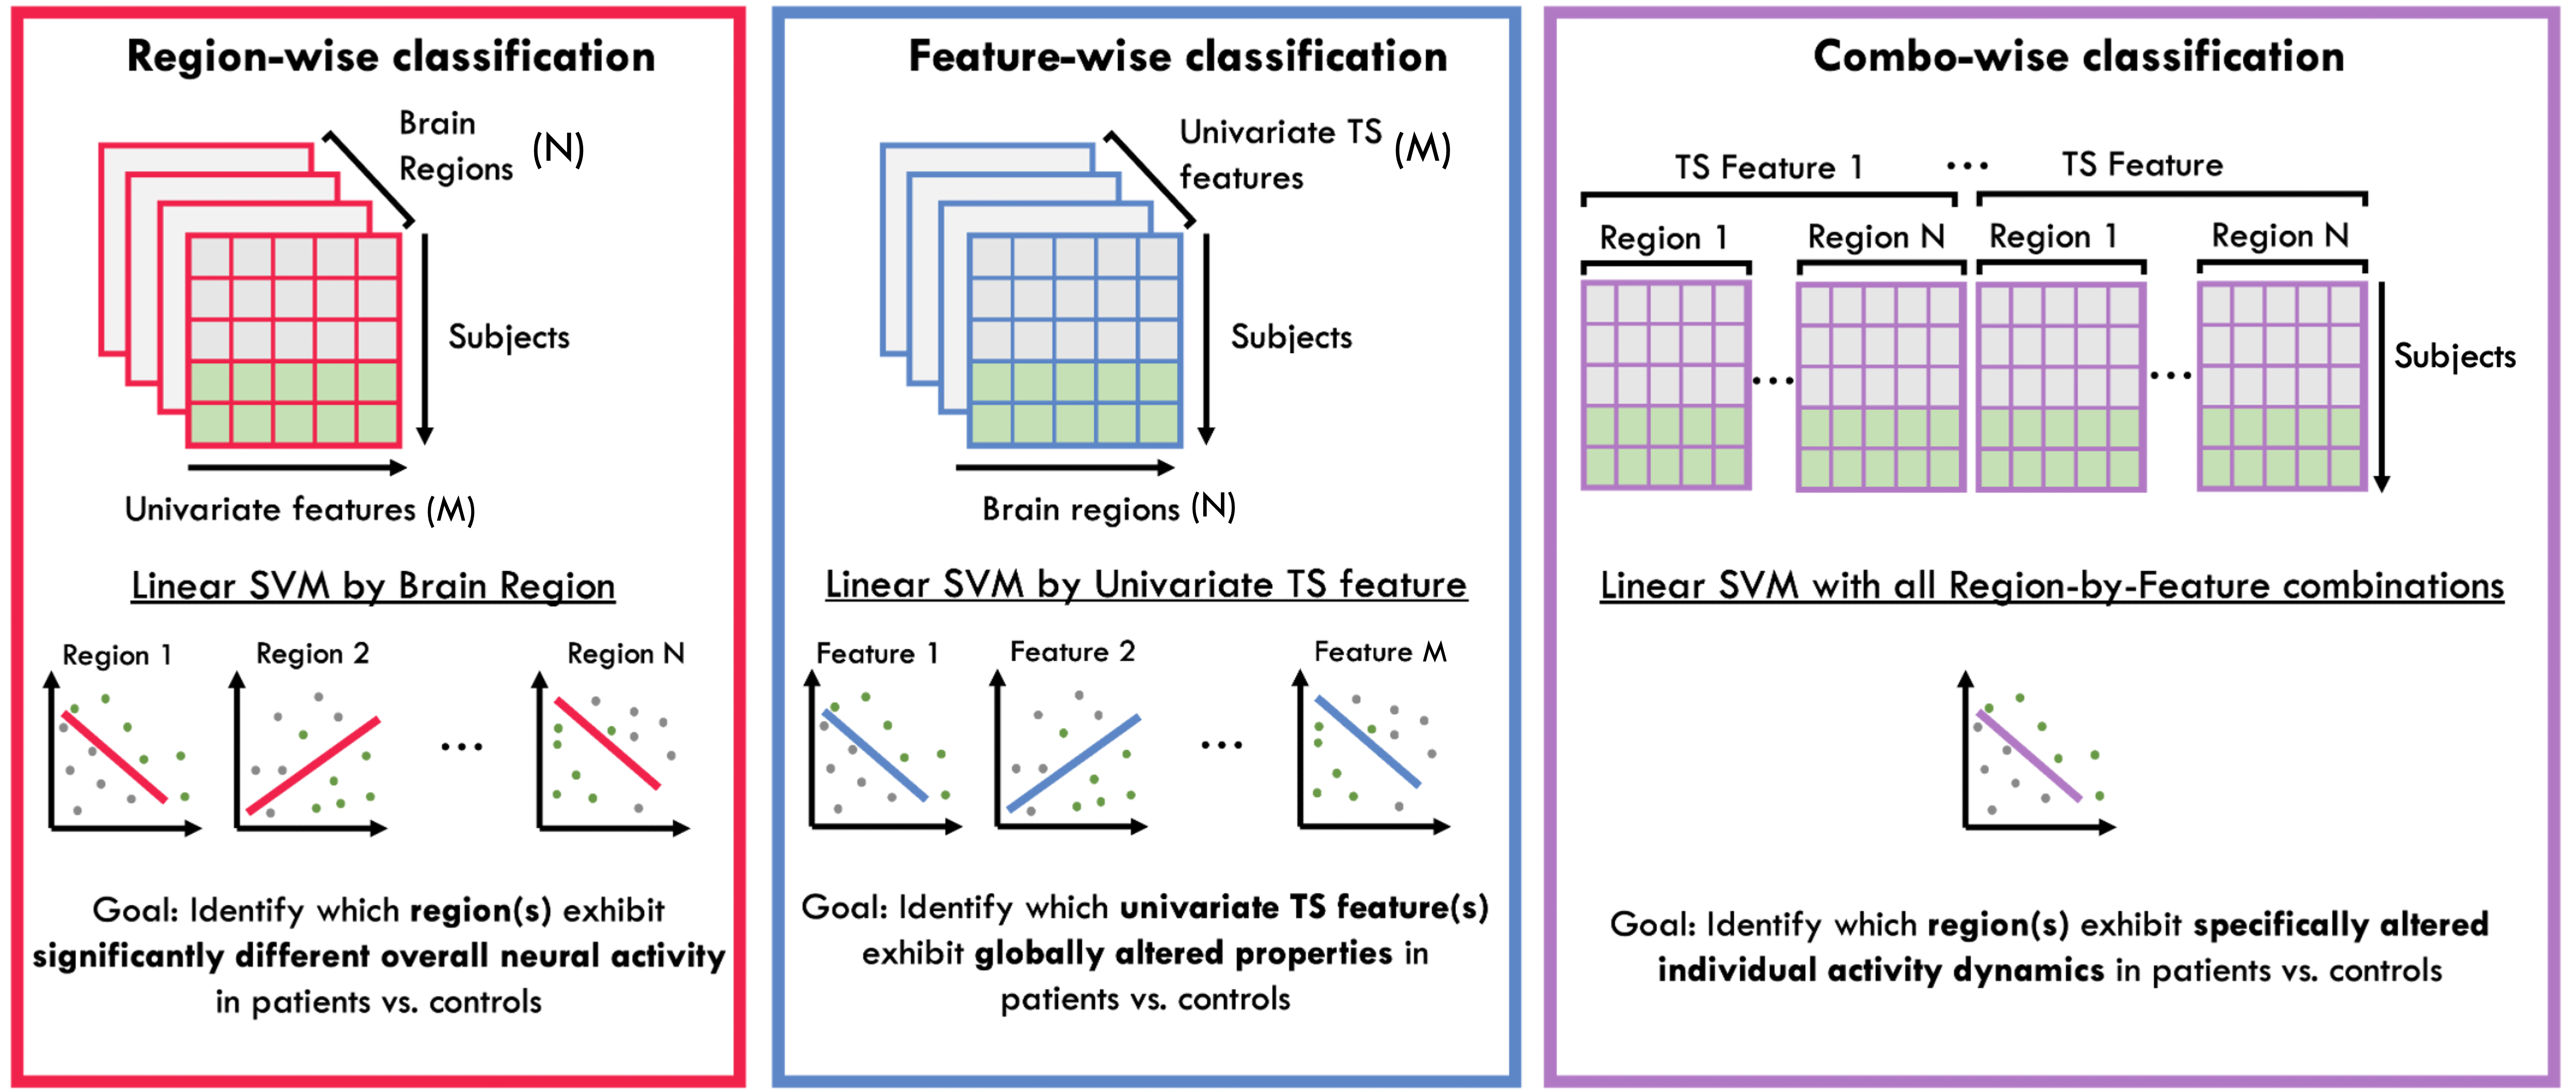 Region-wise classification
Brain
Regions (N)
Subjects
Univariate features (M)
Linear SVM by Brain Region
Region 1
Region 2
...
Region N
Goal: Identify which region(s) exhibit
significantly different overall neural activity
in patients vs. controls
Feature-wise classification
Univariate TS
features (M)
Subjects
Brain regions (N)
Linear SVM by Univariate TS feature
Feature 1
Feature 2
...
Feature M
Goal: Identify which univariate TS feature(s)
exhibit globally altered properties in
patients vs. controls
Combo-wise classification
TS Feature 1 ... TS Feature
Region 1 Region N Region 1 Region N
... ...
Subjects
Linear SVM with all Region-by-Feature combinations
Goal: Identify which region(s) exhibit specifically altered
individual activity dynamics in patients vs. controls